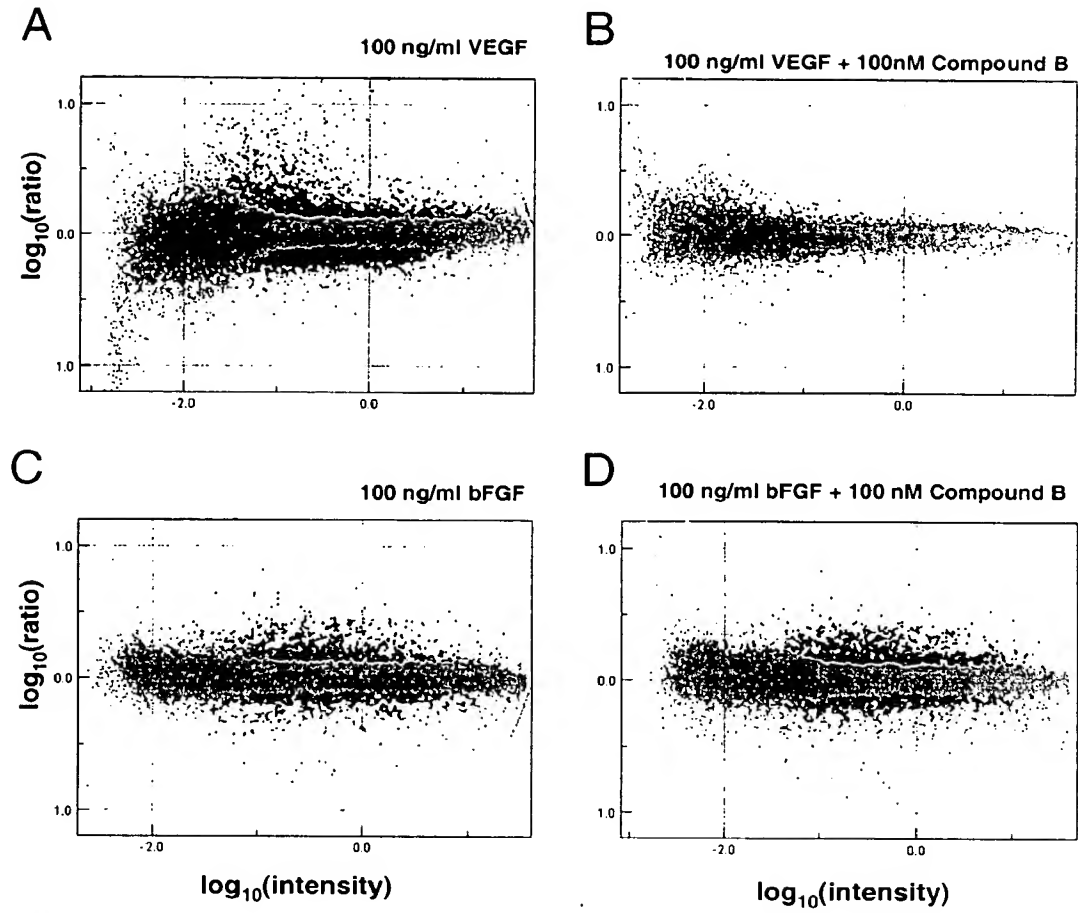 A
100 ng/ml VEGF
B
100 ng/ml VEGF + 100nM Compound B
log10(ratio)
1.0
0.0
1.0
-2.0
0.0
1.0
0.0
1.0
-2.0
0.0
C
100 ng/ml bFGF
D
100 ng/ml bFGF + 100 nM Compound B
log10(ratio)
1.0
0.0
1.0
-2.0
0.0
log10(intensity)
1.0
0.0
1.0
-2.0
0.0
log10(intensity)